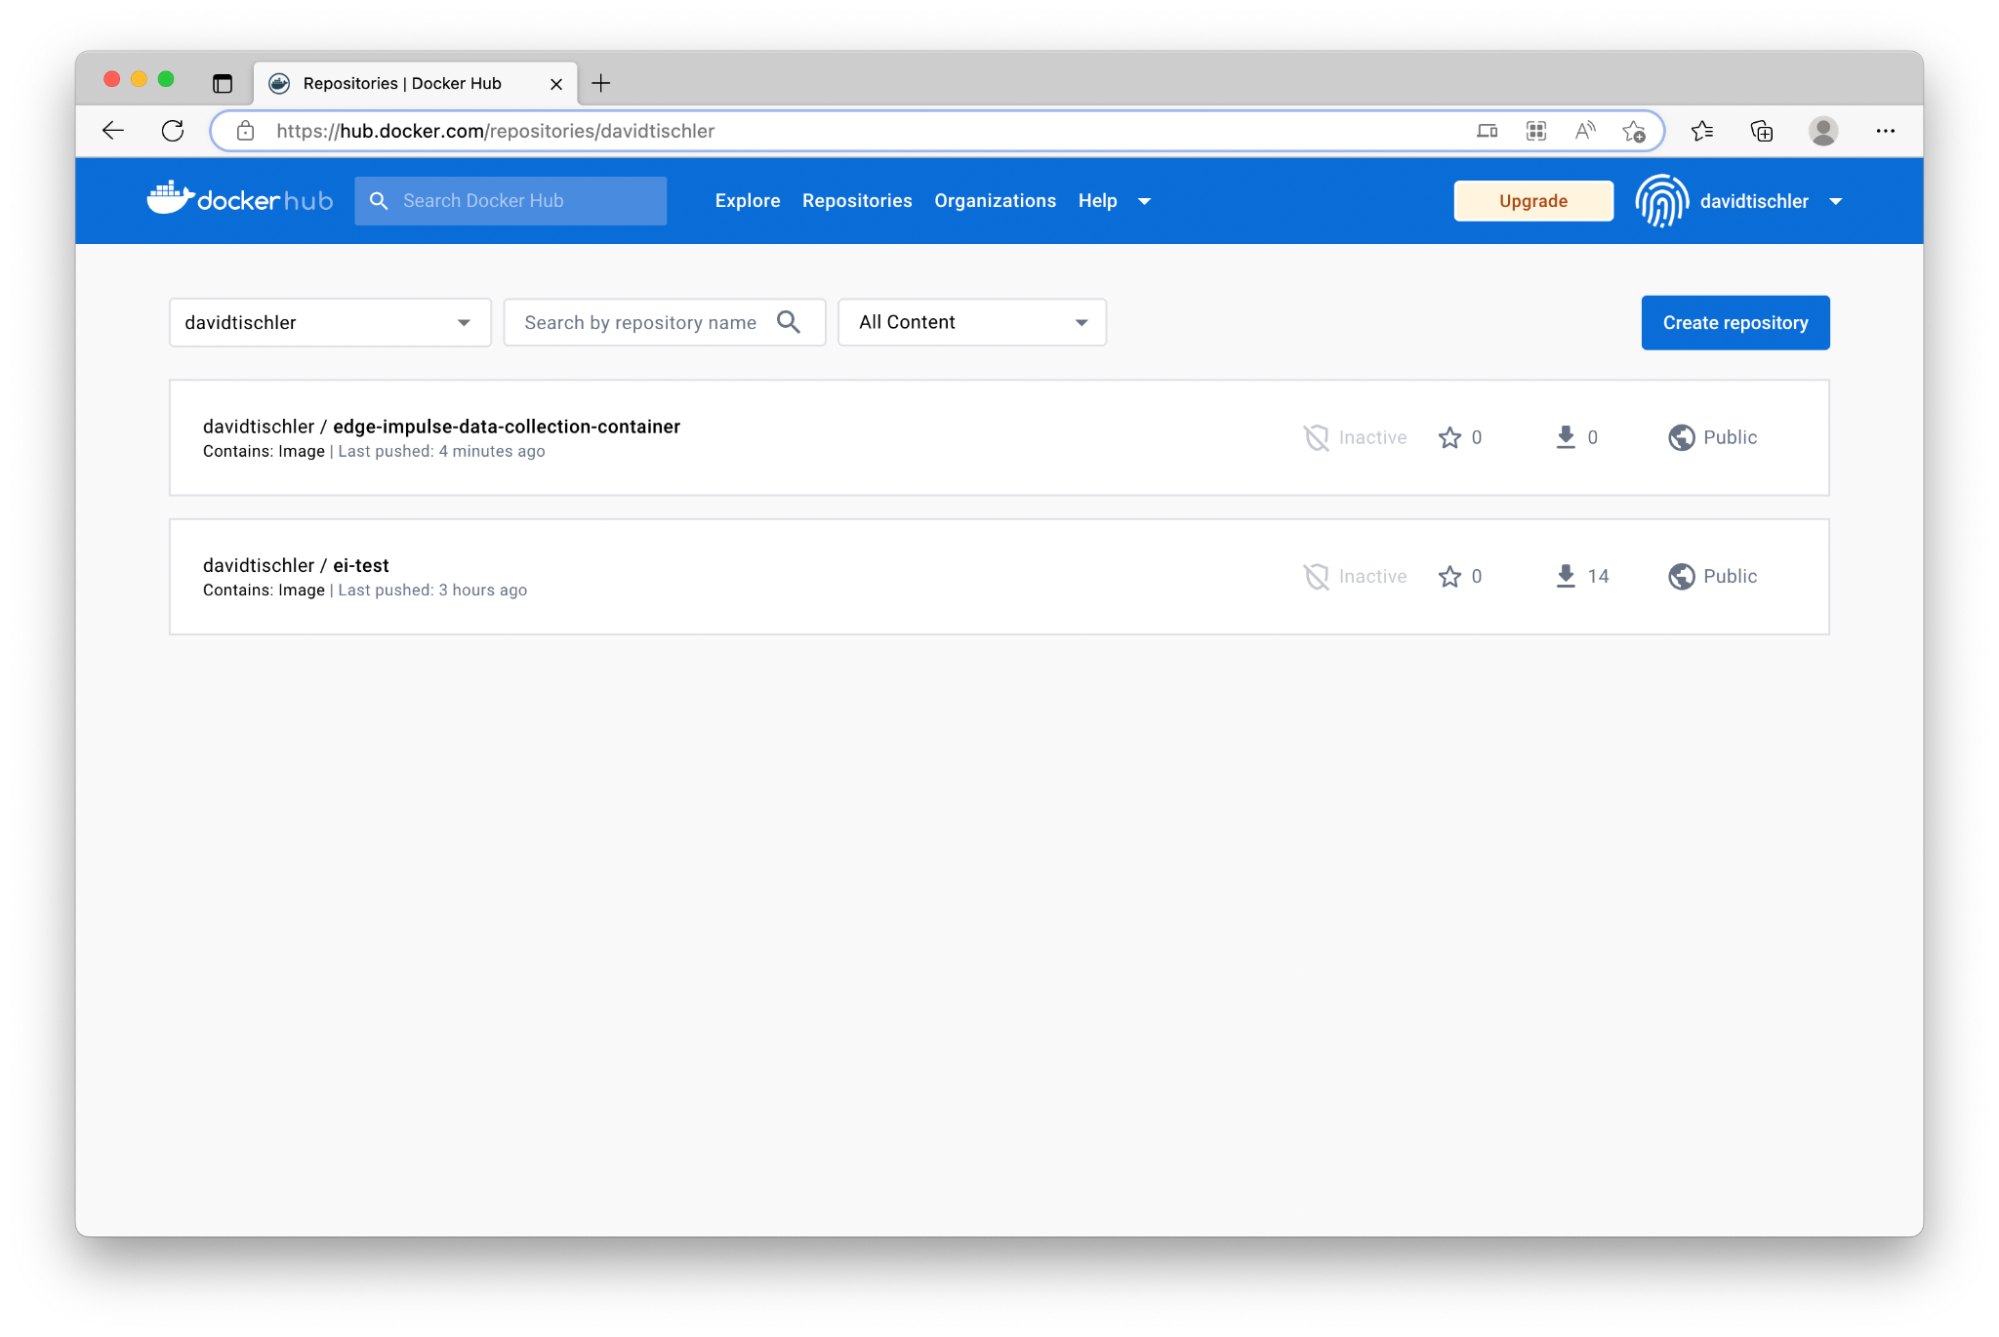 Repositories | Docker Hub
https://hub.docker.com/repositories/davidtischler
docker hub Search Docker Hub Explore Repositories Organizations Help Upgrade davidtischler
davidtischler Search by repository name All Content Create repository
davidtischler / edge-impulse-data-collection-container
Contains: Image | Last pushed: 4 minutes ago
Inactive 0 0 Public
davidtischler / ei-test
Contains: Image | Last pushed: 3 hours ago
Inactive 0 14 Public